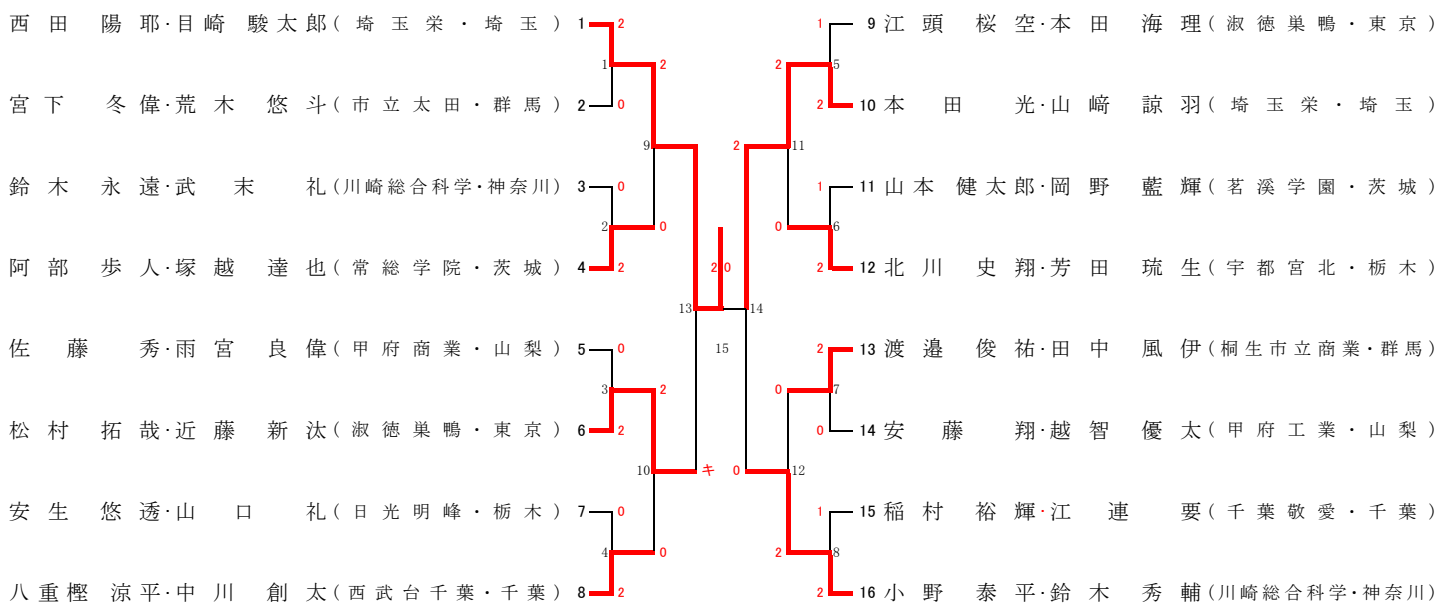 西田 陽耶・目崎 駿太郎(埼玉栄・埼玉) 1 2
1 2
宮下 冬偉・荒木 悠斗(市立太田・群馬) 2 0
9
鈴木 永遠・武末 礼(川崎総合科学・神奈川) 3 0
2 0
阿部 歩人・塚越 達也(常総学院・茨城) 4 2
13
佐藤 秀・雨宮 良偉(甲府商業・山梨) 5 0
3 2
松村 拓哉・近藤 新汰(淑徳巣鴨・東京) 6 2
10 キ
安生 悠透・山口 礼(日光明峰・栃木) 7 0
4 0
八重樫 涼平・中川 創太(西武台千葉・千葉) 8 2
2 0
15
1 9 江頭 桜空・本田 海理(淑徳巣鴨・東京)
2 5
2 10 本田 光・山﨑 諒羽(埼玉栄・埼玉)
2 11
1 11 山本 健太郎・岡野 藍輝(茗溪学園・茨城)
0 6
2 12 北川 史翔・芳田 琉生(宇都宮北・栃木)
14
2 13 渡邉 俊祐・田中 風伊(桐生市立商業・群馬)
0 7
0 14 安藤 翔・越智 優太(甲府工業・山梨)
0 12
1 15 稲村 裕輝・江連 要(千葉敬愛・千葉)
2 8
2 16 小野 泰平・鈴木 秀輔(川崎総合科学・神奈川)